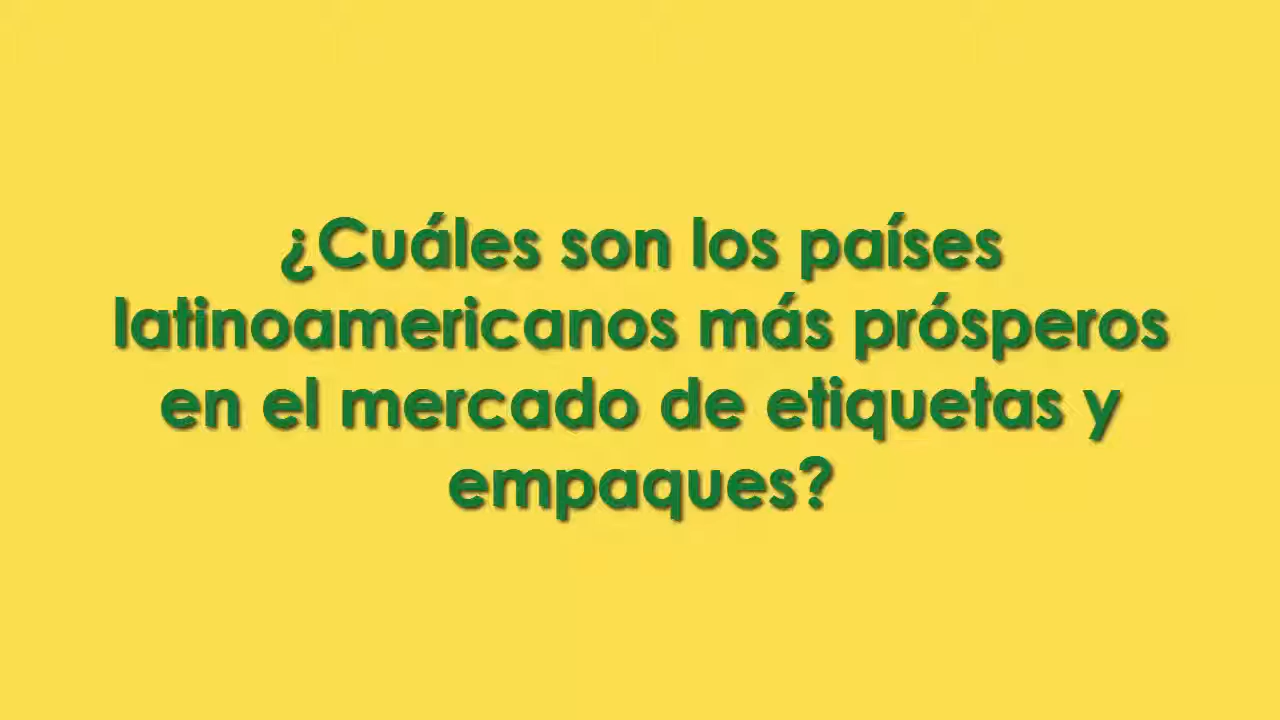 ¿Cuáles son los países
latinoamericanos más prósperos
en el mercado de etiquetas y
empaques?